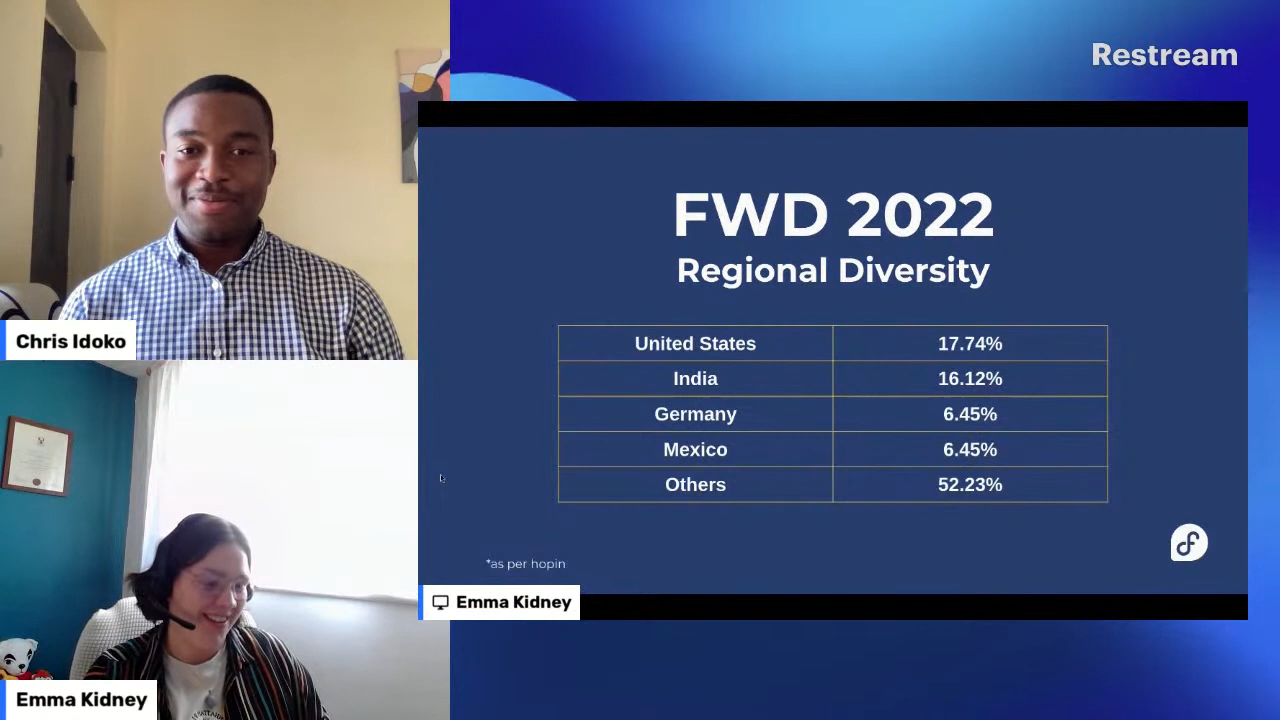 Restream
FWD 2022
Regional Diversity
United States 17.74%
India 16.12%
Germany 6.45%
Mexico 6.45%
Others 52.23%
*as per hopin
Emma Kidney
Chris Idoko
Emma Kidney